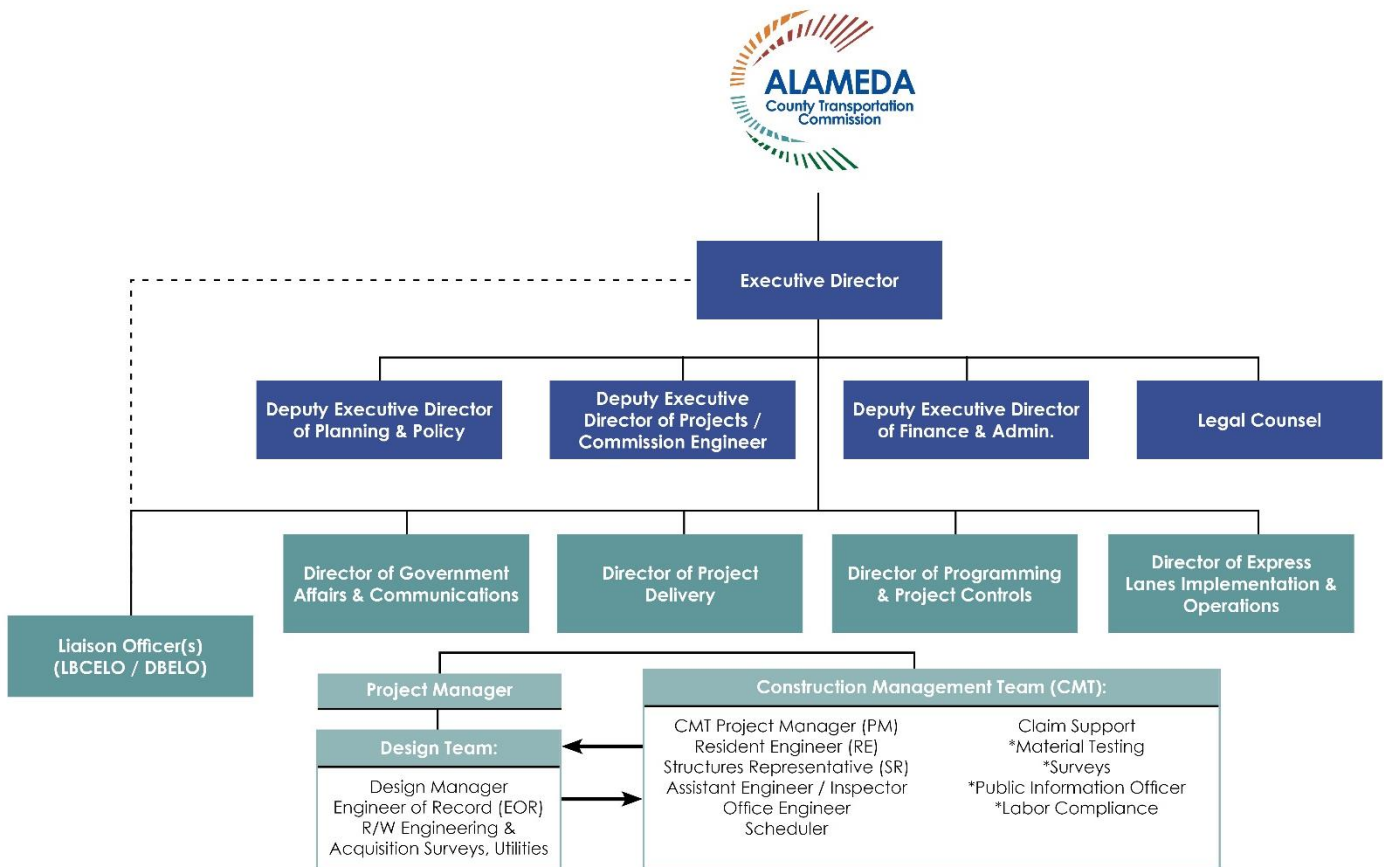 ALAMEDA
County Transportation
Commission
Executive Director
Deputy Executive Director
of Planning & Policy
Deputy Executive
Director of Projects /
Commission Engineer
Deputy Executive Director
of Finance & Admin.
Legal Counsel
Director of Government
Affairs & Communications
Director of Project
Delivery
Director of Programming
& Project Controls
Director of Express
Lanes Implementation &
Operations
Liaison Officer(s)
(LBCELO / DBELO)
Project Manager
Design Team:
Design Manager
Engineer of Record (EOR)
R/W Engineering &
Acquisition Surveys, Utilities
Construction Management Team (CMT):
CMT Project Manager (PM)
Resident Engineer (RE)
Structures Representative (SR)
Assistant Engineer / Inspector
Office Engineer
Scheduler
Claim Support
*Material Testing
*Surveys
*Public Information Officer
*Labor Compliance